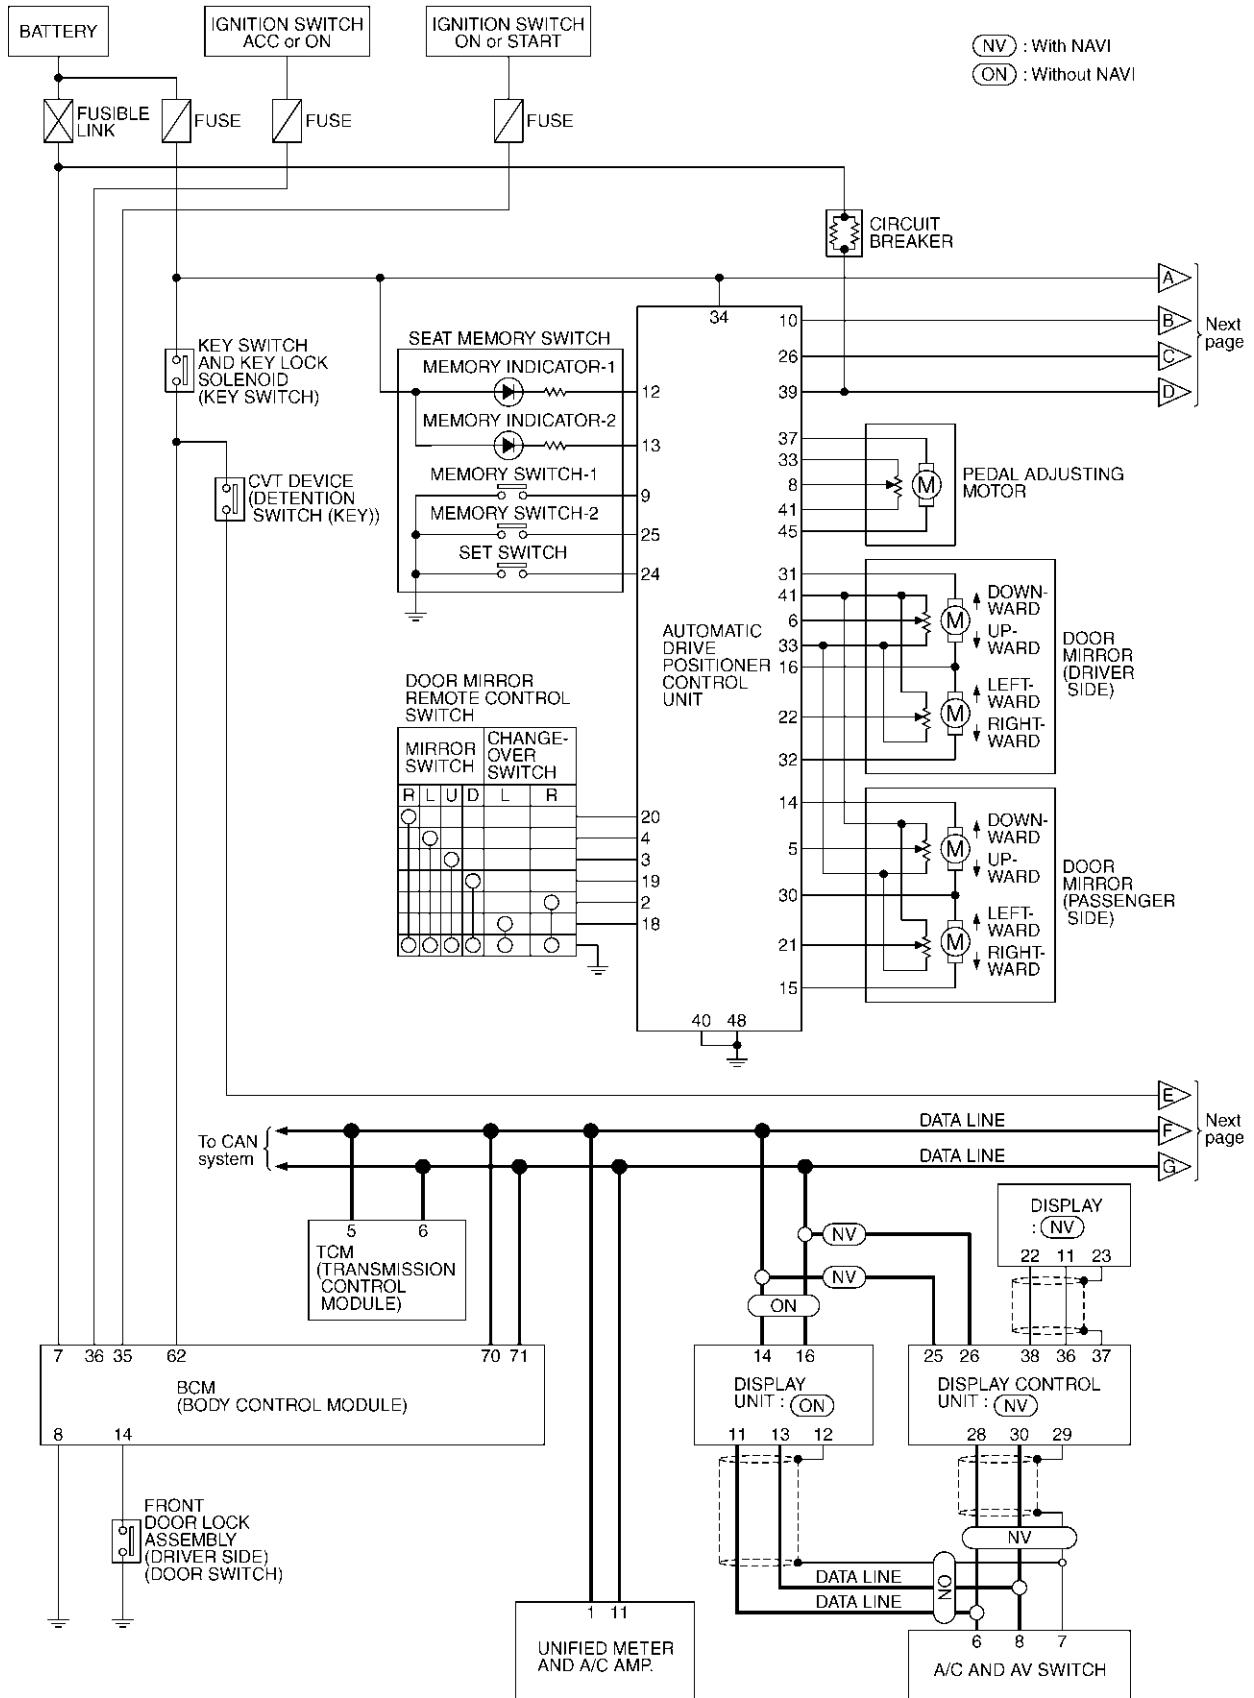 BATTERY
IGNITION SWITCH
ACC or ON
IGNITION SWITCH
ON or START
NV : With NAVI
ON : Without NAVI
FUSIBLE
LINK
FUSE
FUSE
FUSE
CIRCUIT
BREAKER
A
B
C
D
Next
page
34
10
26
39
KEY SWITCH
AND KEY LOCK
SOLENOID
(KEY SWITCH)
SEAT MEMORY SWITCH
MEMORY INDICATOR-1
12
MEMORY INDICATOR-2
13
MEMORY SWITCH-1
9
MEMORY SWITCH-2
25
SET SWITCH
24
CVT DEVICE
(DETENTION
SWITCH (KEY))
37
33
8
41
45
M
PEDAL ADJUSTING
MOTOR
AUTOMATIC
DRIVE
POSITIONER
CONTROL
UNIT
31
41
6
33
16
22
32
M
DOWN-
WARD
UP-
WARD
M
LEFT-
WARD
RIGHT-
WARD
DOOR
MIRROR
(DRIVER
SIDE)
DOOR MIRROR
REMOTE CONTROL
SWITCH
MIRROR
SWITCH
CHANGE-
OVER
SWITCH
R L U D L R
20
4
3
19
2
18
14
5
30
21
15
M
DOWN-
WARD
UP-
WARD
M
LEFT-
WARD
RIGHT-
WARD
DOOR
MIRROR
(PASSENGER
SIDE)
40 48
E
F
G
Next
page
To CAN
system
DATA LINE
DATA LINE
5 6
TCM
(TRANSMISSION
CONTROL
MODULE)
NV
NV
ON
DISPLAY
: NV
22 11 23
7 36 35 62 70 71
BCM
(BODY CONTROL MODULE)
8 14
14 16
DISPLAY
UNIT : ON
11 13 12
25 26 38 36 37
DISPLAY CONTROL
UNIT : NV
28 30 29
FRONT
DOOR LOCK
ASSEMBLY
(DRIVER SIDE)
(DOOR SWITCH)
NV
ON
DATA LINE
DATA LINE
1 11
UNIFIED METER
AND A/C AMP.
6 8 7
A/C AND AV SWITCH